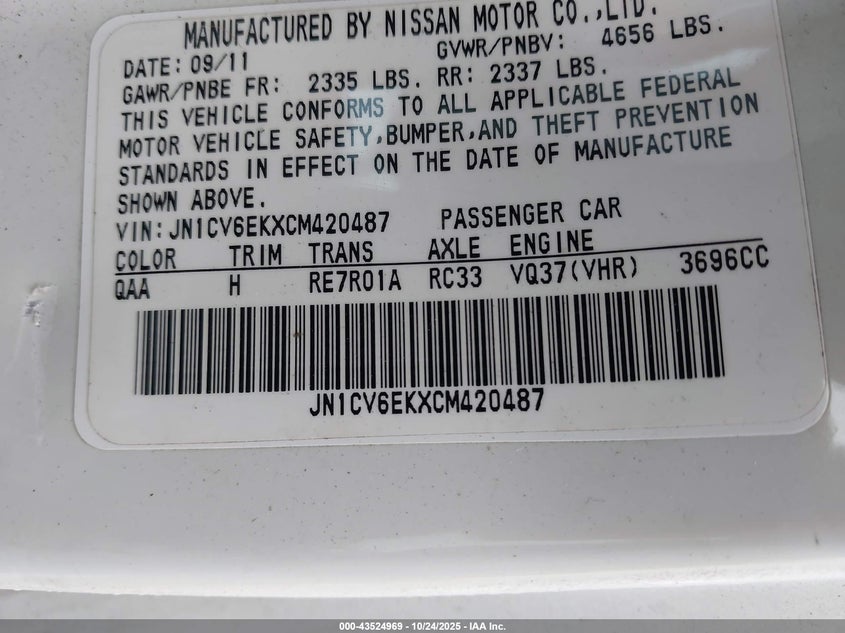 MANUFACTURED BY NISSAN MOTOR CO.,LTD.
DATE: 09/11 GVWR/PNBV: 4656 LBS.
GAWR/PNBE FR: 2335 LBS. RR: 2337 LBS.
THIS VEHICLE CONFORMS TO ALL APPLICABLE FEDERAL
MOTOR VEHICLE SAFETY,BUMPER,AND THEFT PREVENTION
STANDARDS IN EFFECT ON THE DATE OF MANUFACTURE
SHOWN ABOVE.
VIN: JN1CV6EKXCM420487 PASSENGER CAR
COLOR TRIM TRANS AXLE ENGINE
QAA H RE7R01A RC33 VQ37(VHR) 3696CC
JN1CV6EKXCM420487
000-43524969 - 10/24/2025 - IAA Inc.